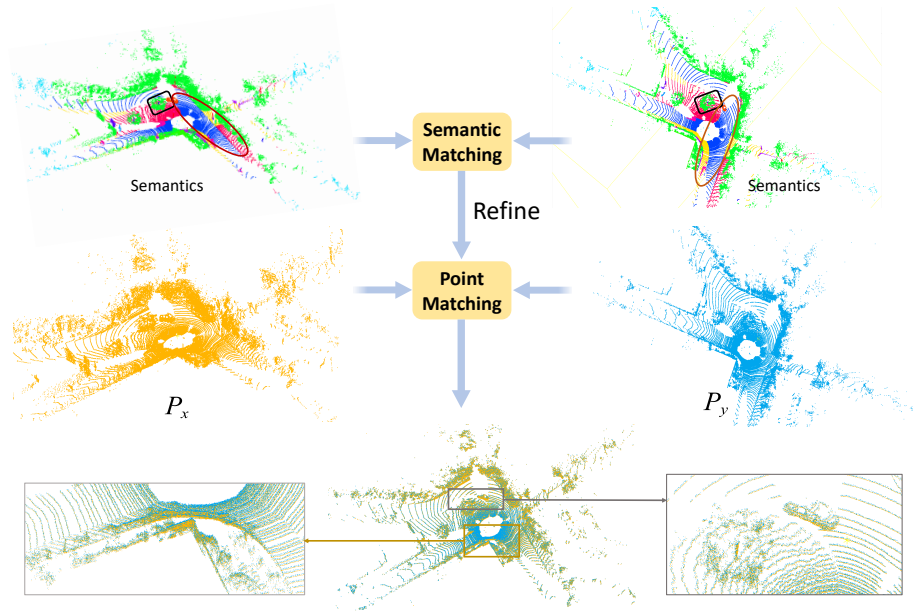 Semantic
Matching
Semantics
Semantics
Refine
Point
Matching
P_x
P_y